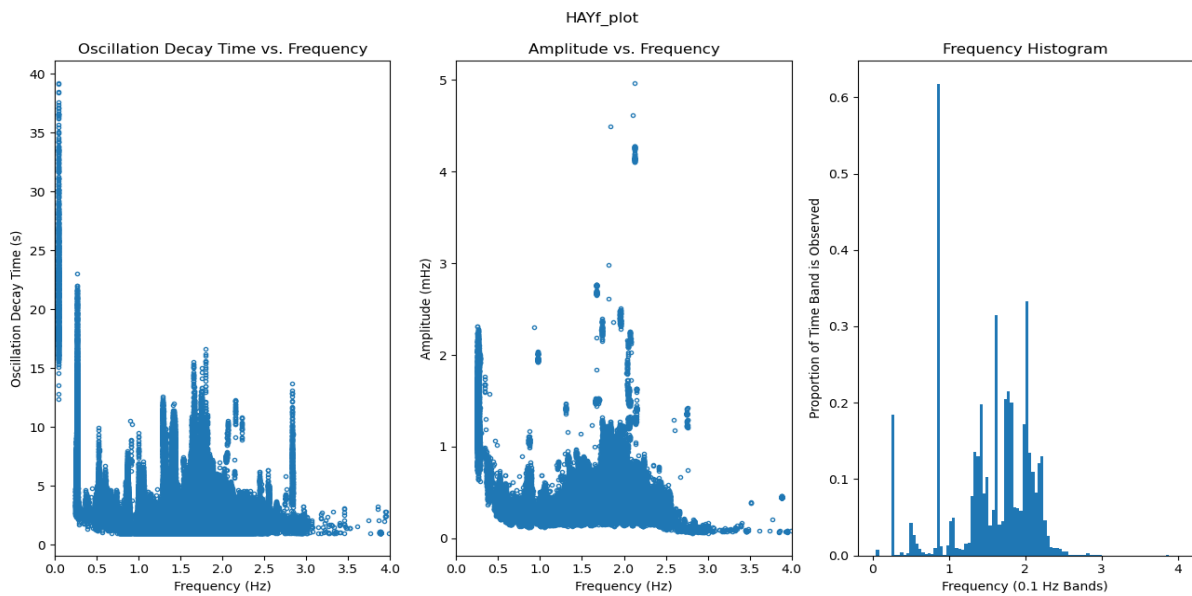 HAYf_plot
Oscillation Decay Time vs. Frequency
Oscillation Decay Time (s)
40
35
30
25
20
15
10
5
0
0.0 0.5 1.0 1.5 2.0 2.5 3.0 3.5 4.0
Frequency (Hz)
Amplitude vs. Frequency
Amplitude (mHz)
5
4
3
2
1
0
0.0 0.5 1.0 1.5 2.0 2.5 3.0 3.5 4.0
Frequency (Hz)
Frequency Histogram
Proportion of Time Band is Observed
0.6
0.5
0.4
0.3
0.2
0.1
0.0
0 1 2 3 4
Frequency (0.1 Hz Bands)